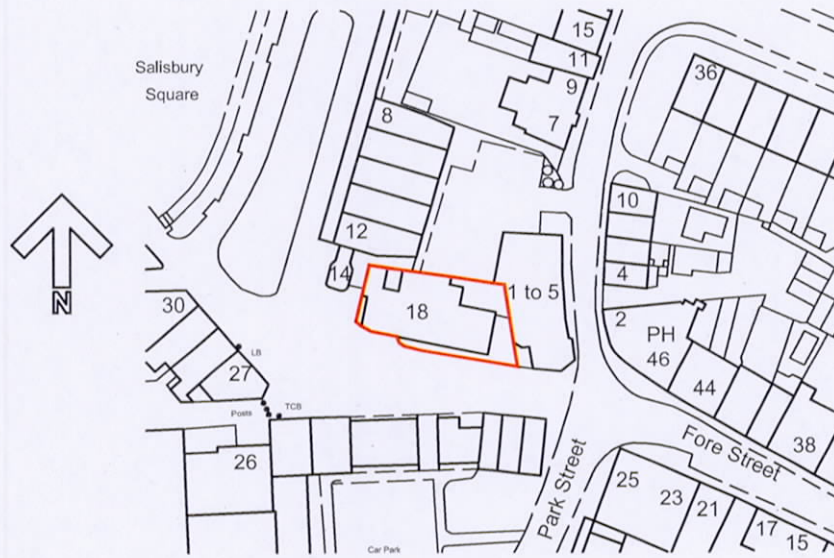 15
11
9
7
Salisbury
Square
36
8
12
14
10
4
2
PH
46
44
38
1 to 5
18
30
27
LB
Posts
TCB
26
N
Park Street
Fore Street
25
23
21
17
15
Car Park